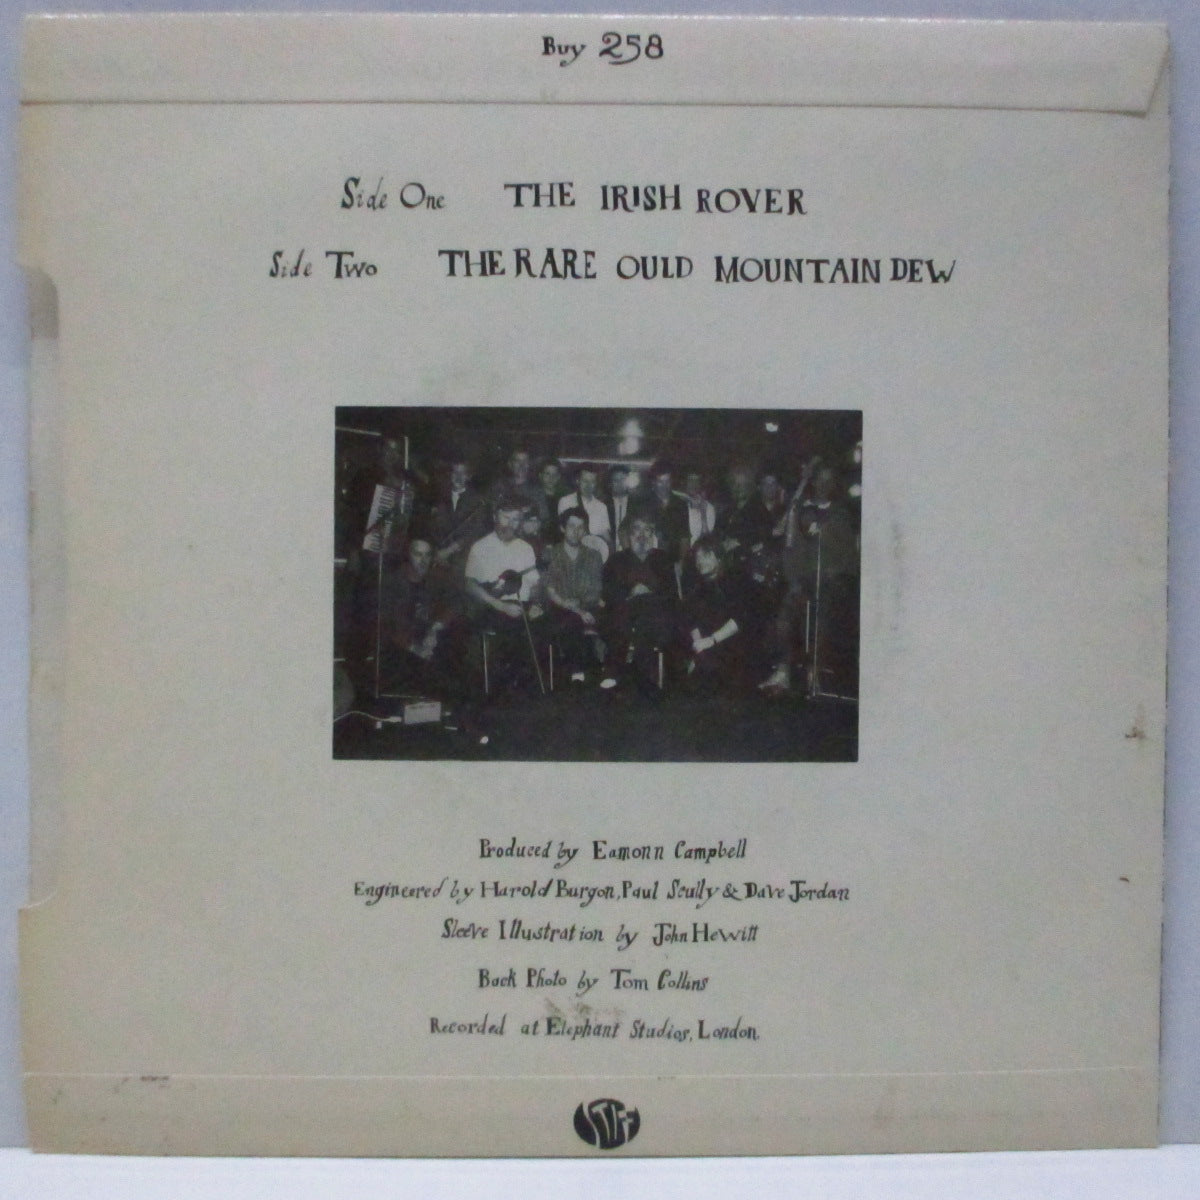 Buy 258
Side One THE IRISH ROVER
Side Two THE RARE OULD MOUNTAIN DEW
Produced by Eamonn Campbell
Engineered by Harold Burgon, Paul Scully & Dave Jordan
Sleeve Illustration by John Hewitt
Back Photo by Tom Collins
Recorded at Elephant Studios, London.
STIFF